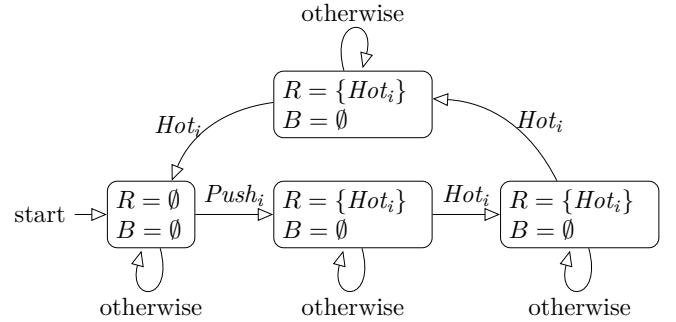 otherwise
R = {Hot_i}
B = ∅
Hot_i
Hot_i
start
R = ∅
B = ∅
Push_i
R = {Hot_i}
B = ∅
Hot_i
R = {Hot_i}
B = ∅
otherwise
otherwise
otherwise